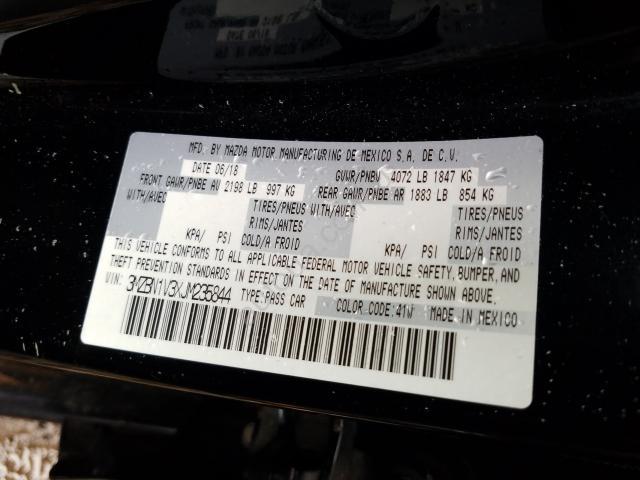 MFD. BY MAZDA MOTOR MANUFACTURING DE MEXICO S.A. DE C.V.
DATE 06/18 GVWR/PNBV 4072 LB 1847 KG
FRONT GAWR/PNBE AV 2198 LB 997 KG REAR GAWR/PNBE AR 1883 LB 854 KG
WITH/AVEC TIRES/PNEUS WITH/AVEC TIRES/PNEUS
RIMS/JANTES RIMS/JANTES
KPA/ PSI COLD/A FROID KPA/ PSI COLD/A FROID
THIS VEHICLE CONFORMS TO ALL APPLICABLE FEDERAL MOTOR VEHICLE SAFETY, BUMPER, AND
THEFT PREVENTION STANDARDS IN EFFECT ON THE DATE OF MANUFACTURE SHOWN ABOVE.
VIN: 3MZBN1V3XJM235844 TYPE:PASS CAR COLOR CODE:41W MADE IN MEXICO